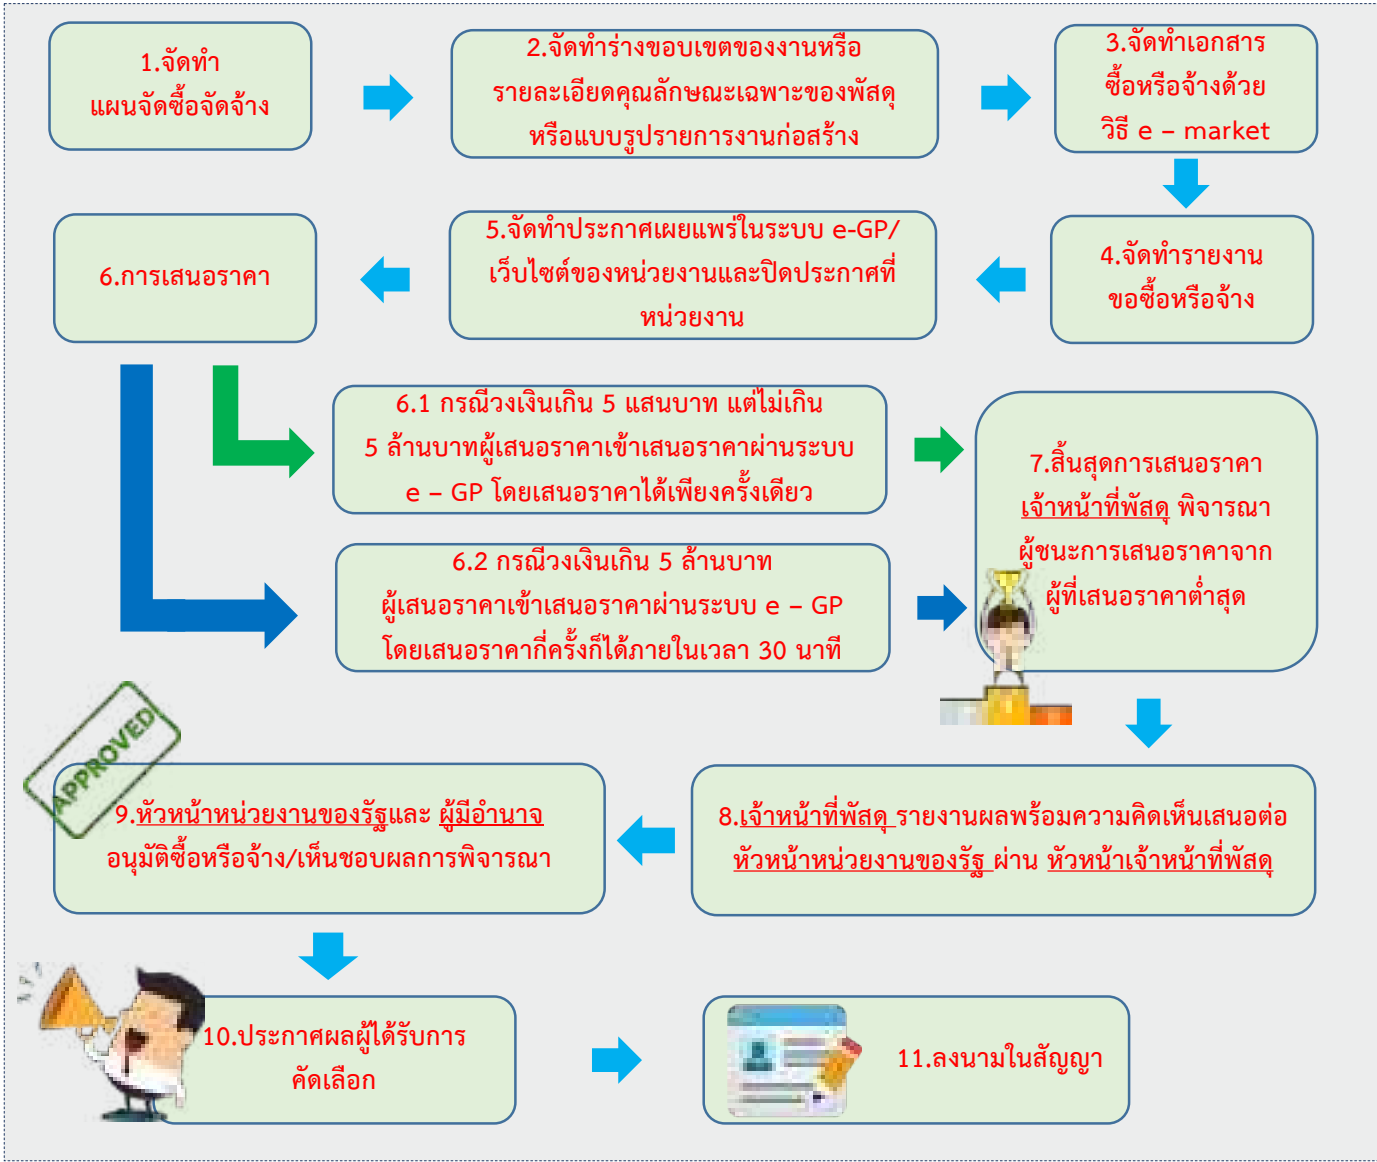 1.จัดทำ
แผนจัดซื้อจัดจ้าง
2.จัดทำร่างขอบเขตของงานหรือ
รายละเอียดคุณลักษณะเฉพาะของพัสดุ
หรือแบบรูปรายการงานก่อสร้าง
3.จัดทำเอกสาร
ซื้อหรือจ้างด้วย
วิธี e – market
4.จัดทำรายงาน
ขอซื้อหรือจ้าง
5.จัดทำประกาศเผยแพร่ในระบบ e-GP/
เว็บไซต์ของหน่วยงานและปิดประกาศที่
หน่วยงาน
6.การเสนอราคา
6.1 กรณีวงเงินเกิน 5 แสนบาท แต่ไม่เกิน
5 ล้านบาทผู้เสนอราคาเข้าเสนอราคาผ่านระบบ
e – GP โดยเสนอราคาได้เพียงครั้งเดียว
6.2 กรณีวงเงินเกิน 5 ล้านบาท
ผู้เสนอราคาเข้าเสนอราคาผ่านระบบ e – GP
โดยเสนอราคากี่ครั้งก็ได้ภายในเวลา 30 นาที
7.สิ้นสุดการเสนอราคา
เจ้าหน้าที่พัสดุ พิจารณา
ผู้ชนะการเสนอราคาจาก
ผู้ที่เสนอราคาต่ำสุด
8.เจ้าหน้าที่พัสดุ รายงานผลพร้อมความคิดเห็นเสนอต่อ
หัวหน้าหน่วยงานของรัฐ ผ่าน หัวหน้าเจ้าหน้าที่พัสดุ
APPROVED
9.หัวหน้าหน่วยงานของรัฐและ ผู้มีอำนาจ
อนุมัติซื้อหรือจ้าง/เห็นชอบผลการพิจารณา
10.ประกาศผลผู้ได้รับการ
คัดเลือก
11.ลงนามในสัญญา